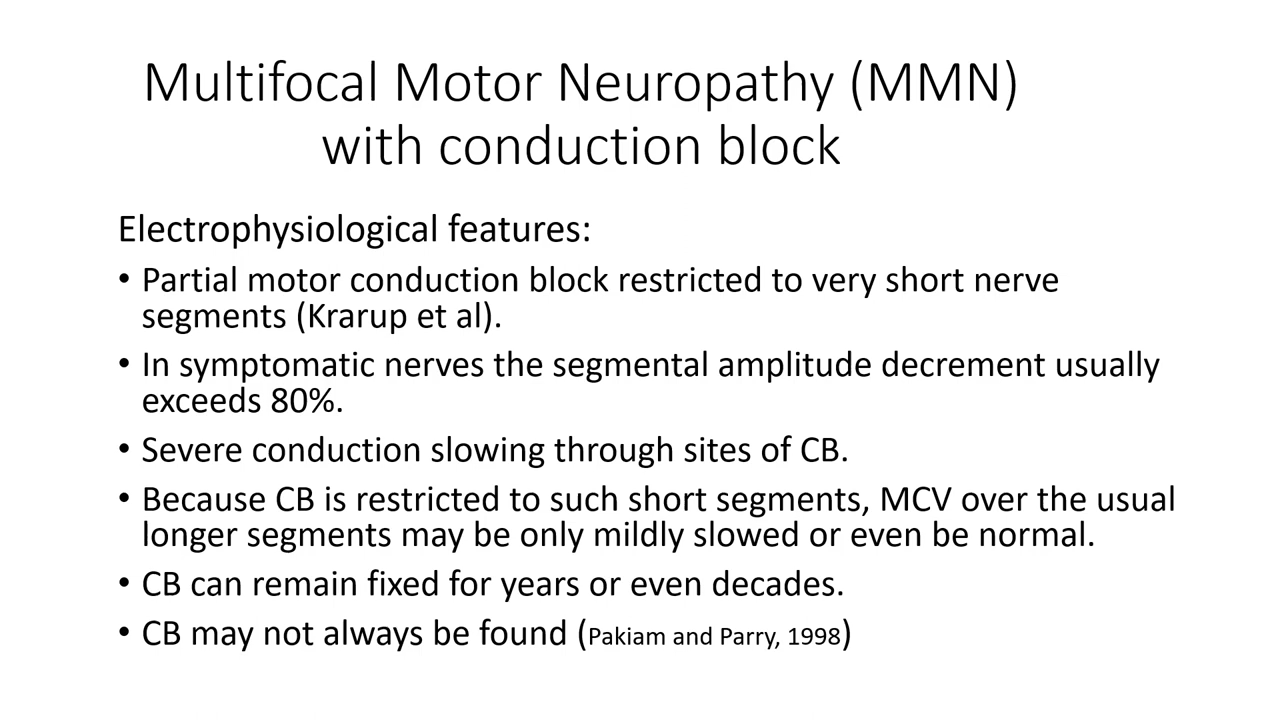 Multifocal Motor Neuropathy (MMN)
with conduction block
Electrophysiological features:
• Partial motor conduction block restricted to very short nerve
segments (Krarup et al).
• In symptomatic nerves the segmental amplitude decrement usually
exceeds 80%.
• Severe conduction slowing through sites of CB.
• Because CB is restricted to such short segments, MCV over the usual
longer segments may be only mildly slowed or even be normal.
• CB can remain fixed for years or even decades.
• CB may not always be found (Pakiam and Parry, 1998)